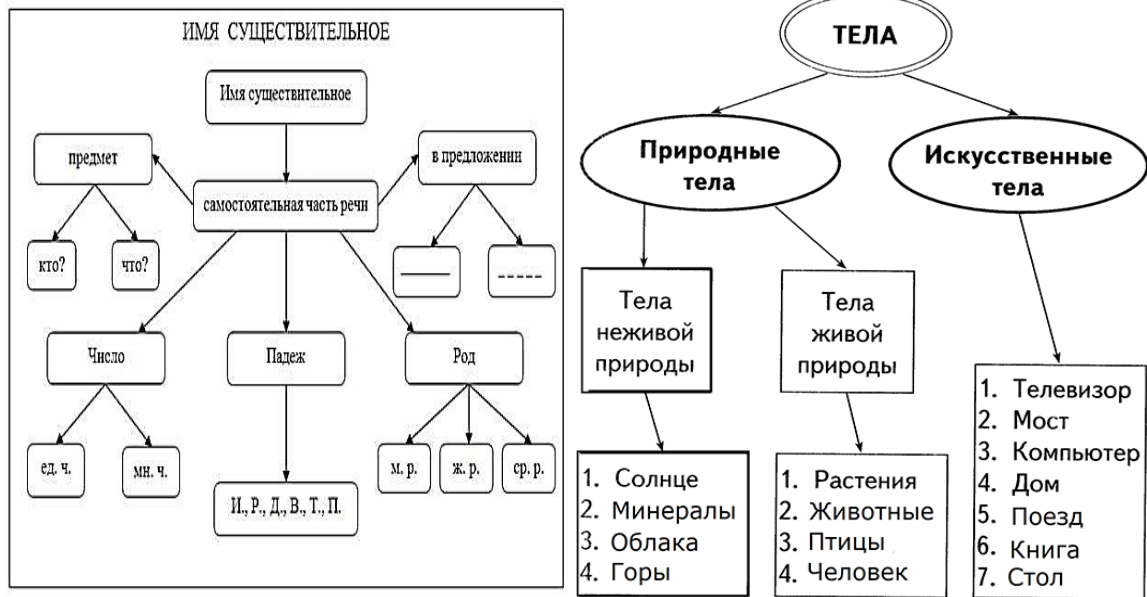 ИМЯ СУЩЕСТВИТЕЛЬНОЕ
Имя существительное
предмет
в предложении
самостоятельная часть речи
кто?
что?
Число
Падеж
Род
ед. ч.
мн. ч.
И., Р., Д., В., Т., П.
м. р.
ж. р.
ср. р.
ТЕЛА
Природные
тела
Искусственные
тела
Тела
неживой
природы
Тела
живой
природы
1. Солнце
2. Минералы
3. Облака
4. Горы
1. Растения
2. Животные
3. Птицы
4. Человек
1. Телевизор
2. Мост
3. Компьютер
4. Дом
5. Поезд
6. Книга
7. Стол